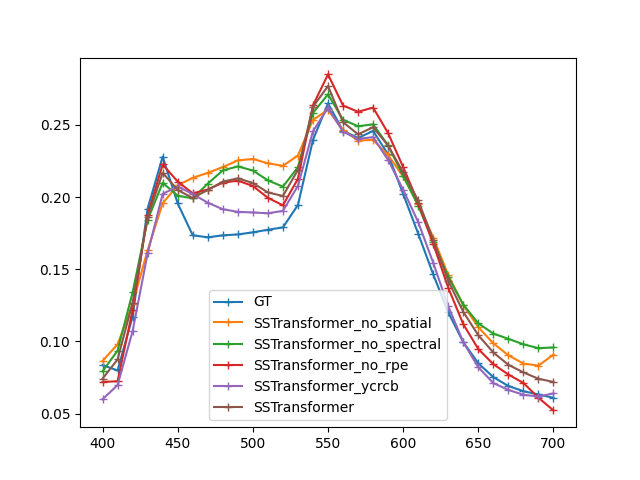 0.25
0.20
0.15
0.10
0.05
GT
SSTransformer_no_spatial
SSTransformer_no_spectral
SSTransformer_no_rpe
SSTransformer_ycrcb
SSTransformer
400 450 500 550 600 650 700